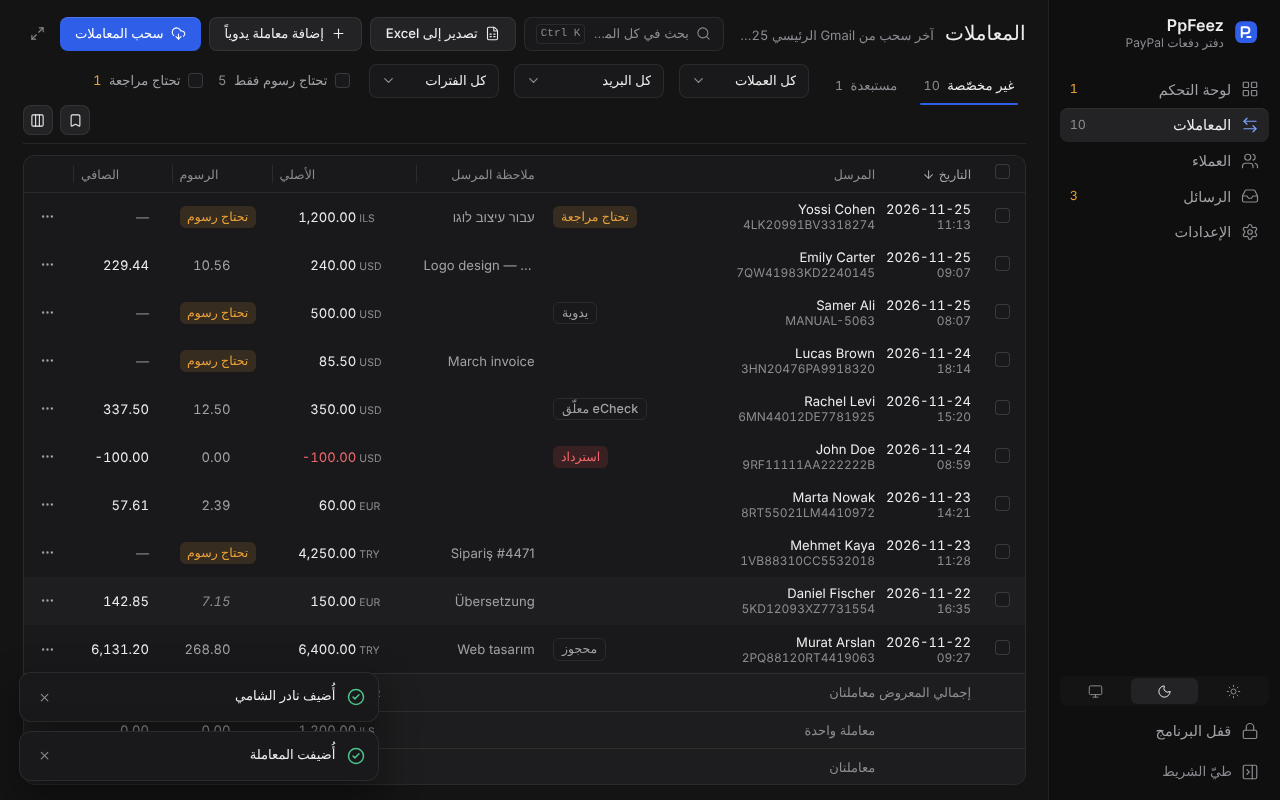 PpFeez
دفتر دفعات PayPal
لوحة التحكم 1
المعاملات 10
العملاء
الرسائل 3
الإعدادات
قفل البرنامج
طيّ الشريط
المعاملات آخر سحب من Gmail الرئيسي 25...
بحث في كل المـ... Ctrl K
تصدير إلى Excel
إضافة معاملة يدوياً
سحب المعاملات
غير مخصّصة 10 مستبعدة 1
كل العملات
كل البريد
كل الفترات
تحتاج رسوم فقط 5
تحتاج مراجعة 1
التاريخ المرسل ملاحظة المرسل الأصلي الرسوم الصافي
2026-11-25 Yossi Cohen تحتاج مراجعة עבור עיצוב לוגו 1,200.00 ILS تحتاج رسوم —
11:13 4LK20991BV3318274
2026-11-25 Emily Carter Logo design — ... 240.00 USD 10.56 229.44
09:07 7QW41983KD2240145
2026-11-25 Samer Ali يدوية 500.00 USD تحتاج رسوم —
08:07 MANUAL-5063
2026-11-24 Lucas Brown March invoice 85.50 USD تحتاج رسوم —
18:14 3HN20476PA9918320
2026-11-24 Rachel Levi eCheck معلّق 350.00 USD 12.50 337.50
15:20 6MN44012DE7781925
2026-11-24 John Doe استرداد -100.00 USD 0.00 -100.00
08:59 9RF11111AA222222B
2026-11-23 Marta Nowak 60.00 EUR 2.39 57.61
14:21 8RT55021LM4410972
2026-11-23 Mehmet Kaya Sipariş #4471 4,250.00 TRY تحتاج رسوم —
11:28 1VB88310CC5532018
2026-11-22 Daniel Fischer Übersetzung 150.00 EUR 7.15 142.85
16:35 5KD12093XZ7731554
2026-11-22 Murat Arslan محجوز Web tasarım 6,400.00 TRY 268.80 6,131.20
09:27 2PQ88120RT4419063
إجمالي المعروض معاملتان
معاملة واحدة 1,200.00 ILS 0.00 0.00
معاملتان
أُضيف نادر الشامي
أُضيفت المعاملة